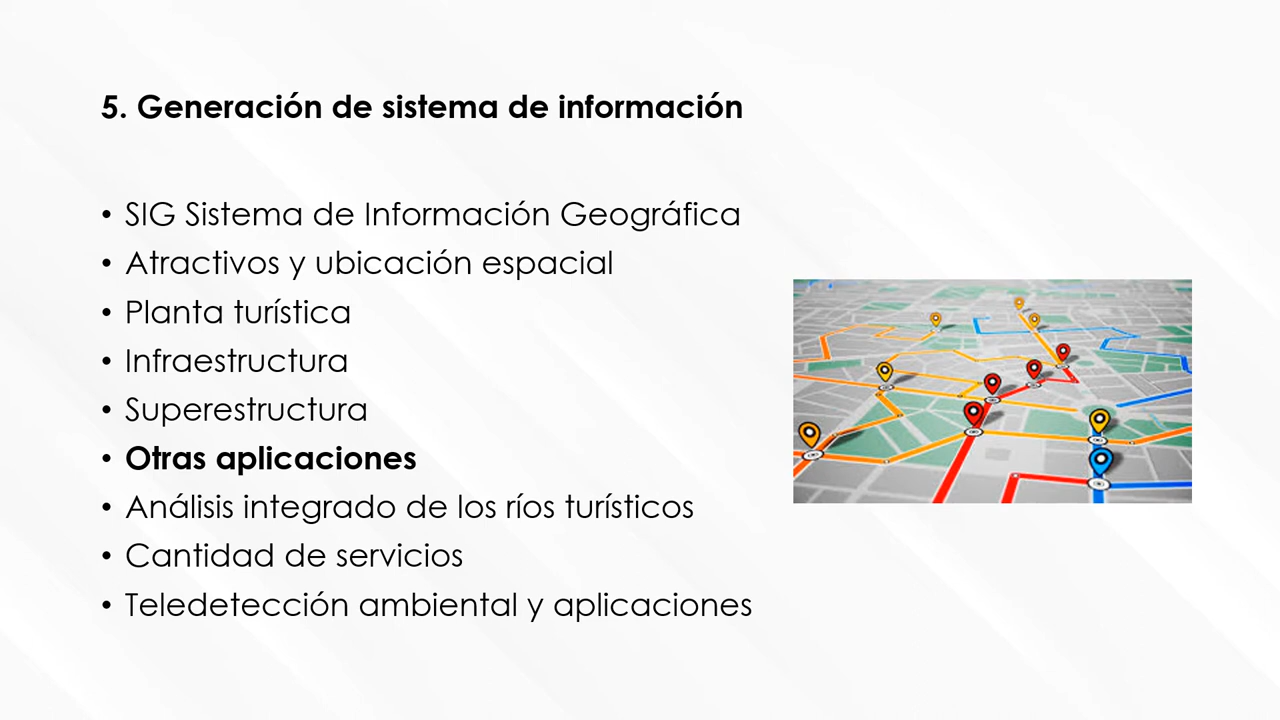 5. Generación de sistema de información
• SIG Sistema de Información Geográfica
• Atractivos y ubicación espacial
• Planta turística
• Infraestructura
• Superestructura
• Otras aplicaciones
• Análisis integrado de los ríos turísticos
• Cantidad de servicios
• Teledetección ambiental y aplicaciones